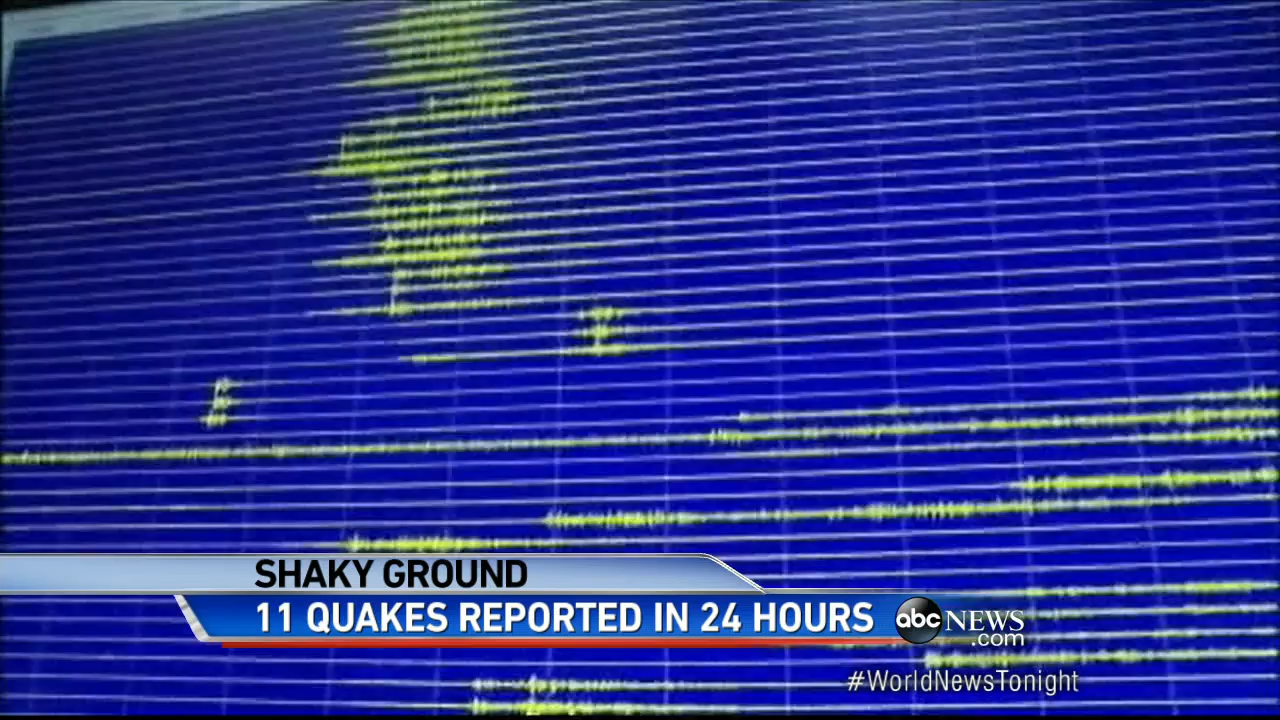 SHAKY GROUND
11 QUAKES REPORTED IN 24 HOURS
abc NEWS
.com
#WorldNewsTonight